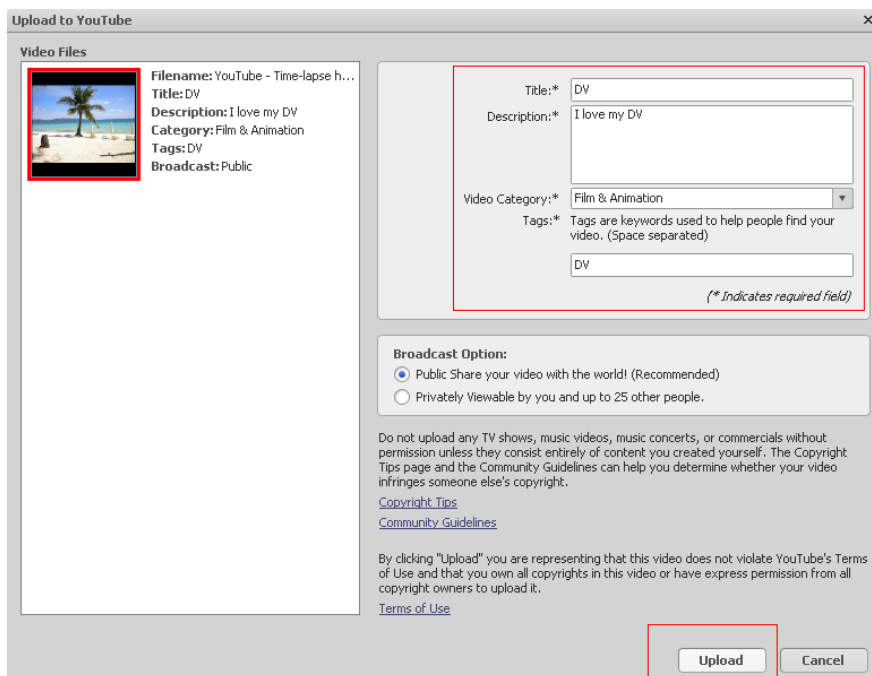 Upload to YouTube
Video Files
Filename: YouTube - Time-lapse h...
Title: DV
Description: I love my DV
Category: Film & Animation
Tags: DV
Broadcast: Public
Title:* DV
Description:* I love my DV
Video Category:* Film & Animation
Tags:* Tags are keywords used to help people find your
video. (Space separated)
DV
(* Indicates required field)
Broadcast Option:
Public Share your video with the world! (Recommended)
Privately Viewable by you and up to 25 other people.
Do not upload any TV shows, music videos, music concerts, or commercials without
permission unless they consist entirely of content you created yourself. The Copyright
Tips page and the Community Guidelines can help you determine whether your video
infringes someone else's copyright.
Copyright Tips
Community Guidelines
By clicking "Upload" you are representing that this video does not violate YouTube's Terms
of Use and that you own all copyrights in this video or have express permission from all
copyright owners to upload it.
Terms of Use
Upload Cancel